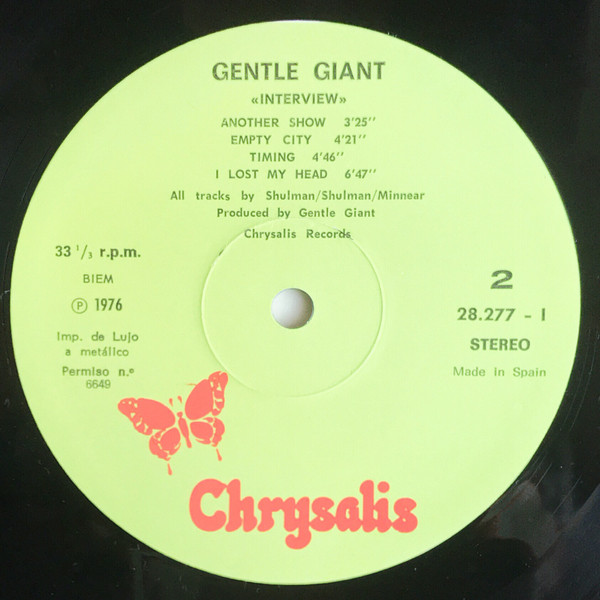 GENTLE GIANT
«INTERVIEW»
ANOTHER SHOW 3'25''
EMPTY CITY 4'21''
TIMING 4'46''
I LOST MY HEAD 6'47''
All tracks by Shulman/Shulman/Minnear
Produced by Gentle Giant
Chrysalis Records
33 1/3 r.p.m.
BIEM
℗ 1976
Imp. de Lujo
a metálico
Permiso n.º
6649
2
28.277 - I
STEREO
Made in Spain
Chrysalis